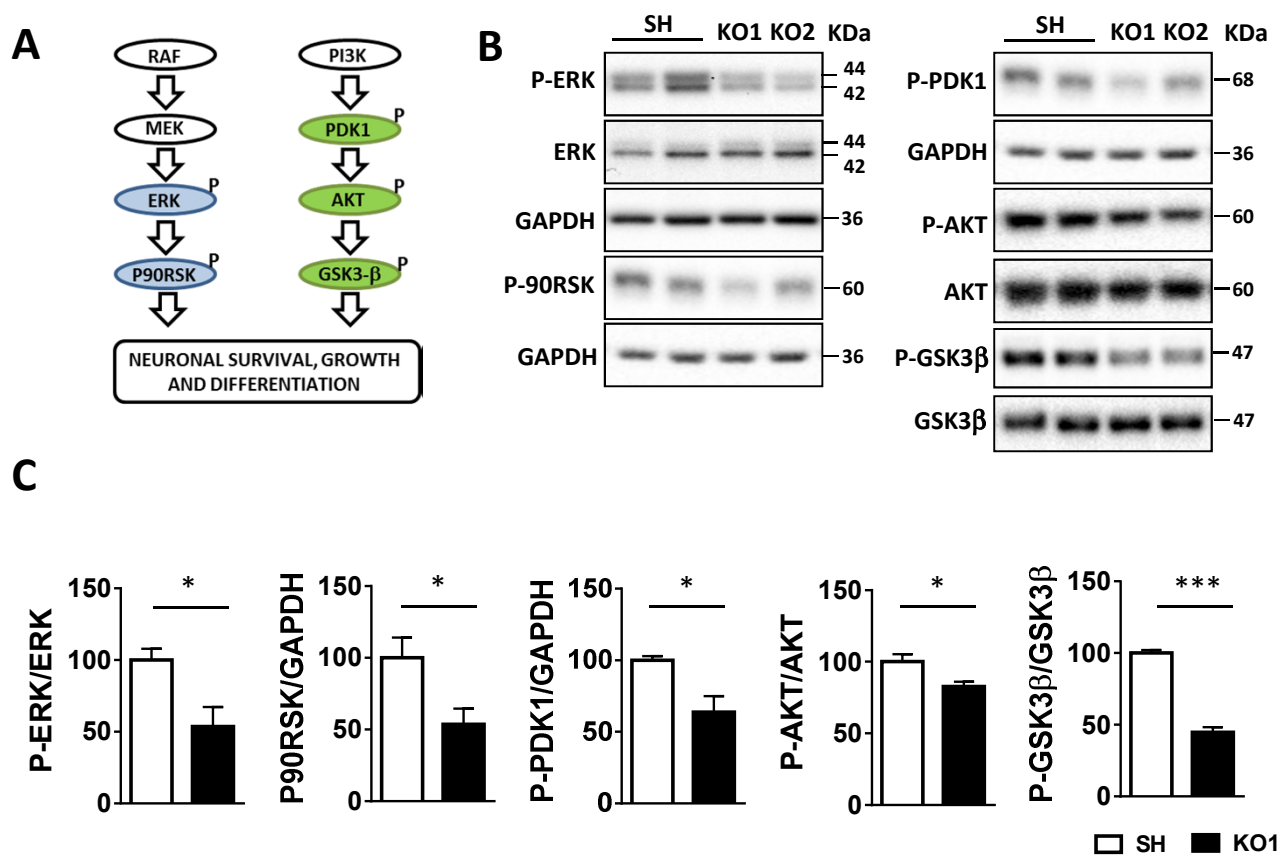 A
RAF
MEK
ERK
P
P90RSK
P
PI3K
PDK1
P
AKT
P
GSK3-β
P
NEURONAL SURVIVAL, GROWTH
AND DIFFERENTIATION
B
SH KO1 KO2 KDa
P-ERK
44
42
ERK
44
42
GAPDH
36
P-90RSK
60
GAPDH
36
SH KO1 KO2 KDa
P-PDK1
68
GAPDH
36
P-AKT
60
AKT
60
P-GSK3β
47
GSK3β
47
C
P-ERK/ERK
150
100
50
0
*
P90RSK/GAPDH
150
100
50
0
*
P-PDK1/GAPDH
150
100
50
0
*
P-AKT/AKT
150
100
50
0
*
P-GSK3β/GSK3β
150
100
50
0
***
SH KO1